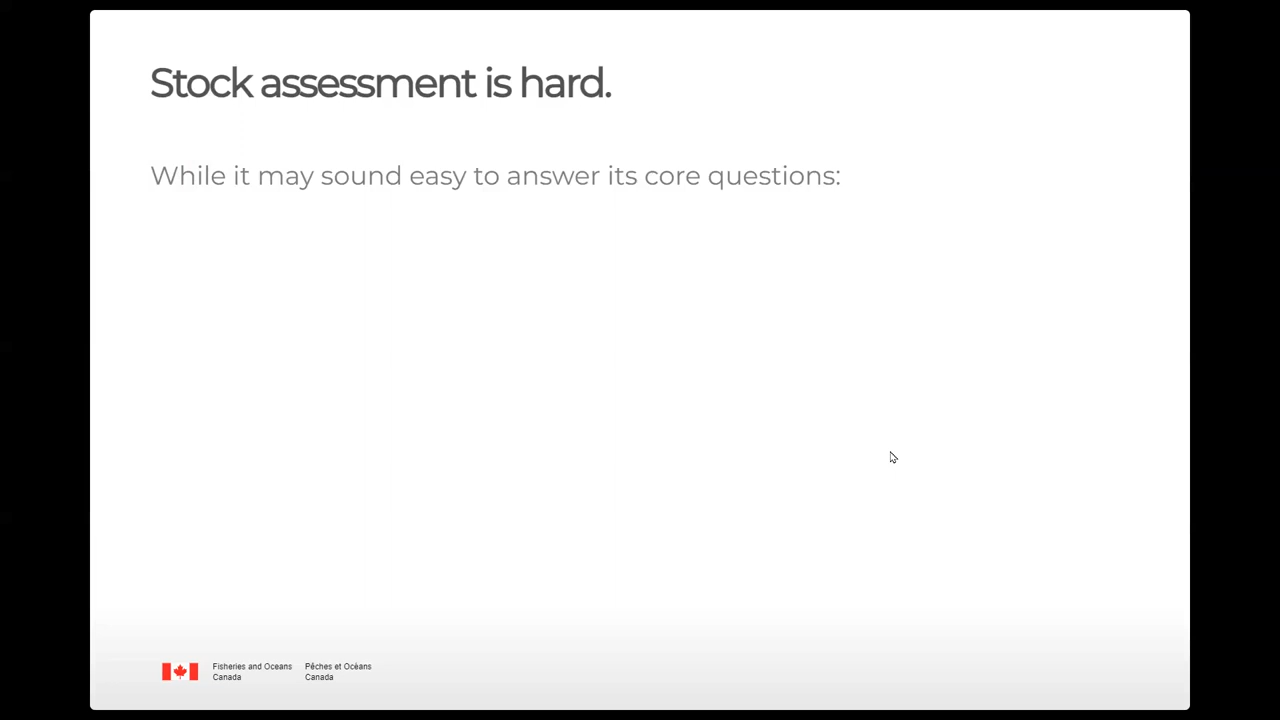 Stock assessment is hard.
While it may sound easy to answer its core questions:
Fisheries and Oceans
Canada
Pêches et Océans
Canada